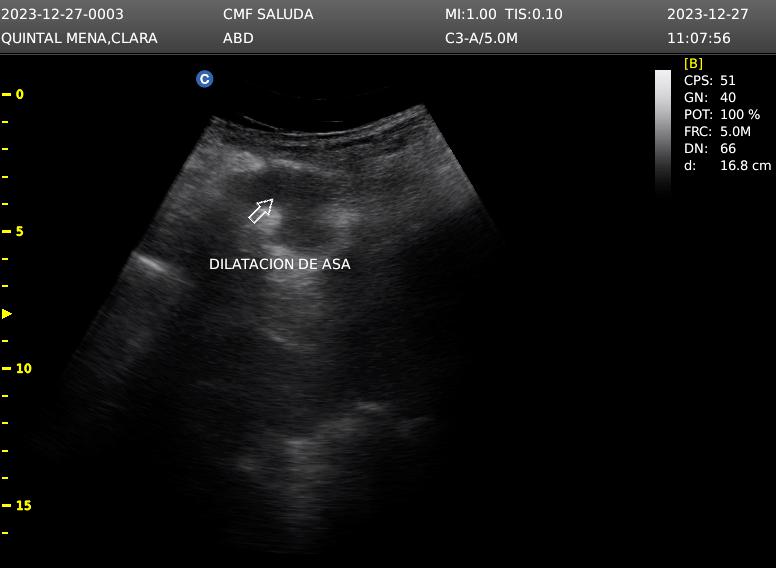 2023-12-27-0003 CMF SALUDA MI:1.00 TIS:0.10 2023-12-27
QUINTAL MENA,CLARA ABD C3-A/5.0M 11:07:56
C
[B]
CPS: 51
GN: 40
POT: 100 %
FRC: 5.0M
DN: 66
d: 16.8 cm
0
5
DILATACION DE ASA
10
15